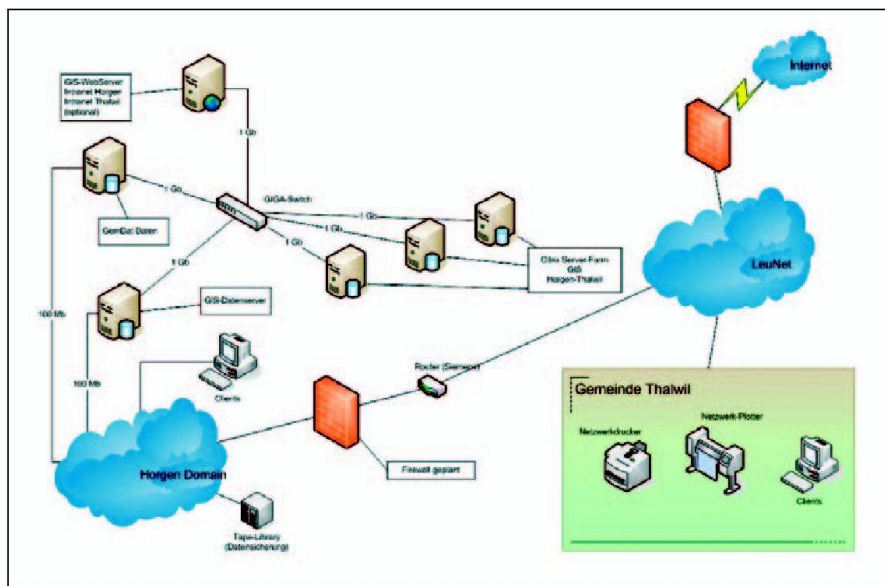 Internet
GIS-WebServer
Intranet Horgen
Intranet Thalwil
(optional)
1 Gb
GIGA-Switch
1 Gb
1 Gb
1 Gb
1 Gb
GemDat Daten
Citrix Server-Farm
GIS
Horgen-Thalwil
LeuNet
1 Gb
GIS-Datenserver
100 Mb
100 Mb
Clients
Router (Siemens)
Gemeinde Thalwil
Netzwerkdrucker
Netzwerk-Plotter
Clients
Horgen Domain
Firewall geplant
Tape-Library
(Datensicherung)